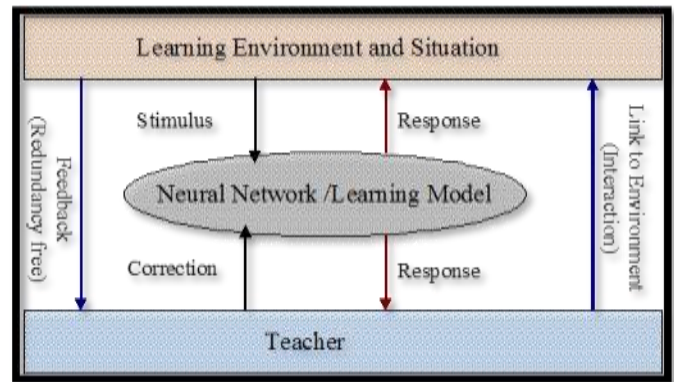 Learning Environment and Situation
Stimulus
Response
Feedback
(Redundancy free)
Link to Environment
(Interaction)
Neural Network /Learning Model
Correction
Response
Teacher